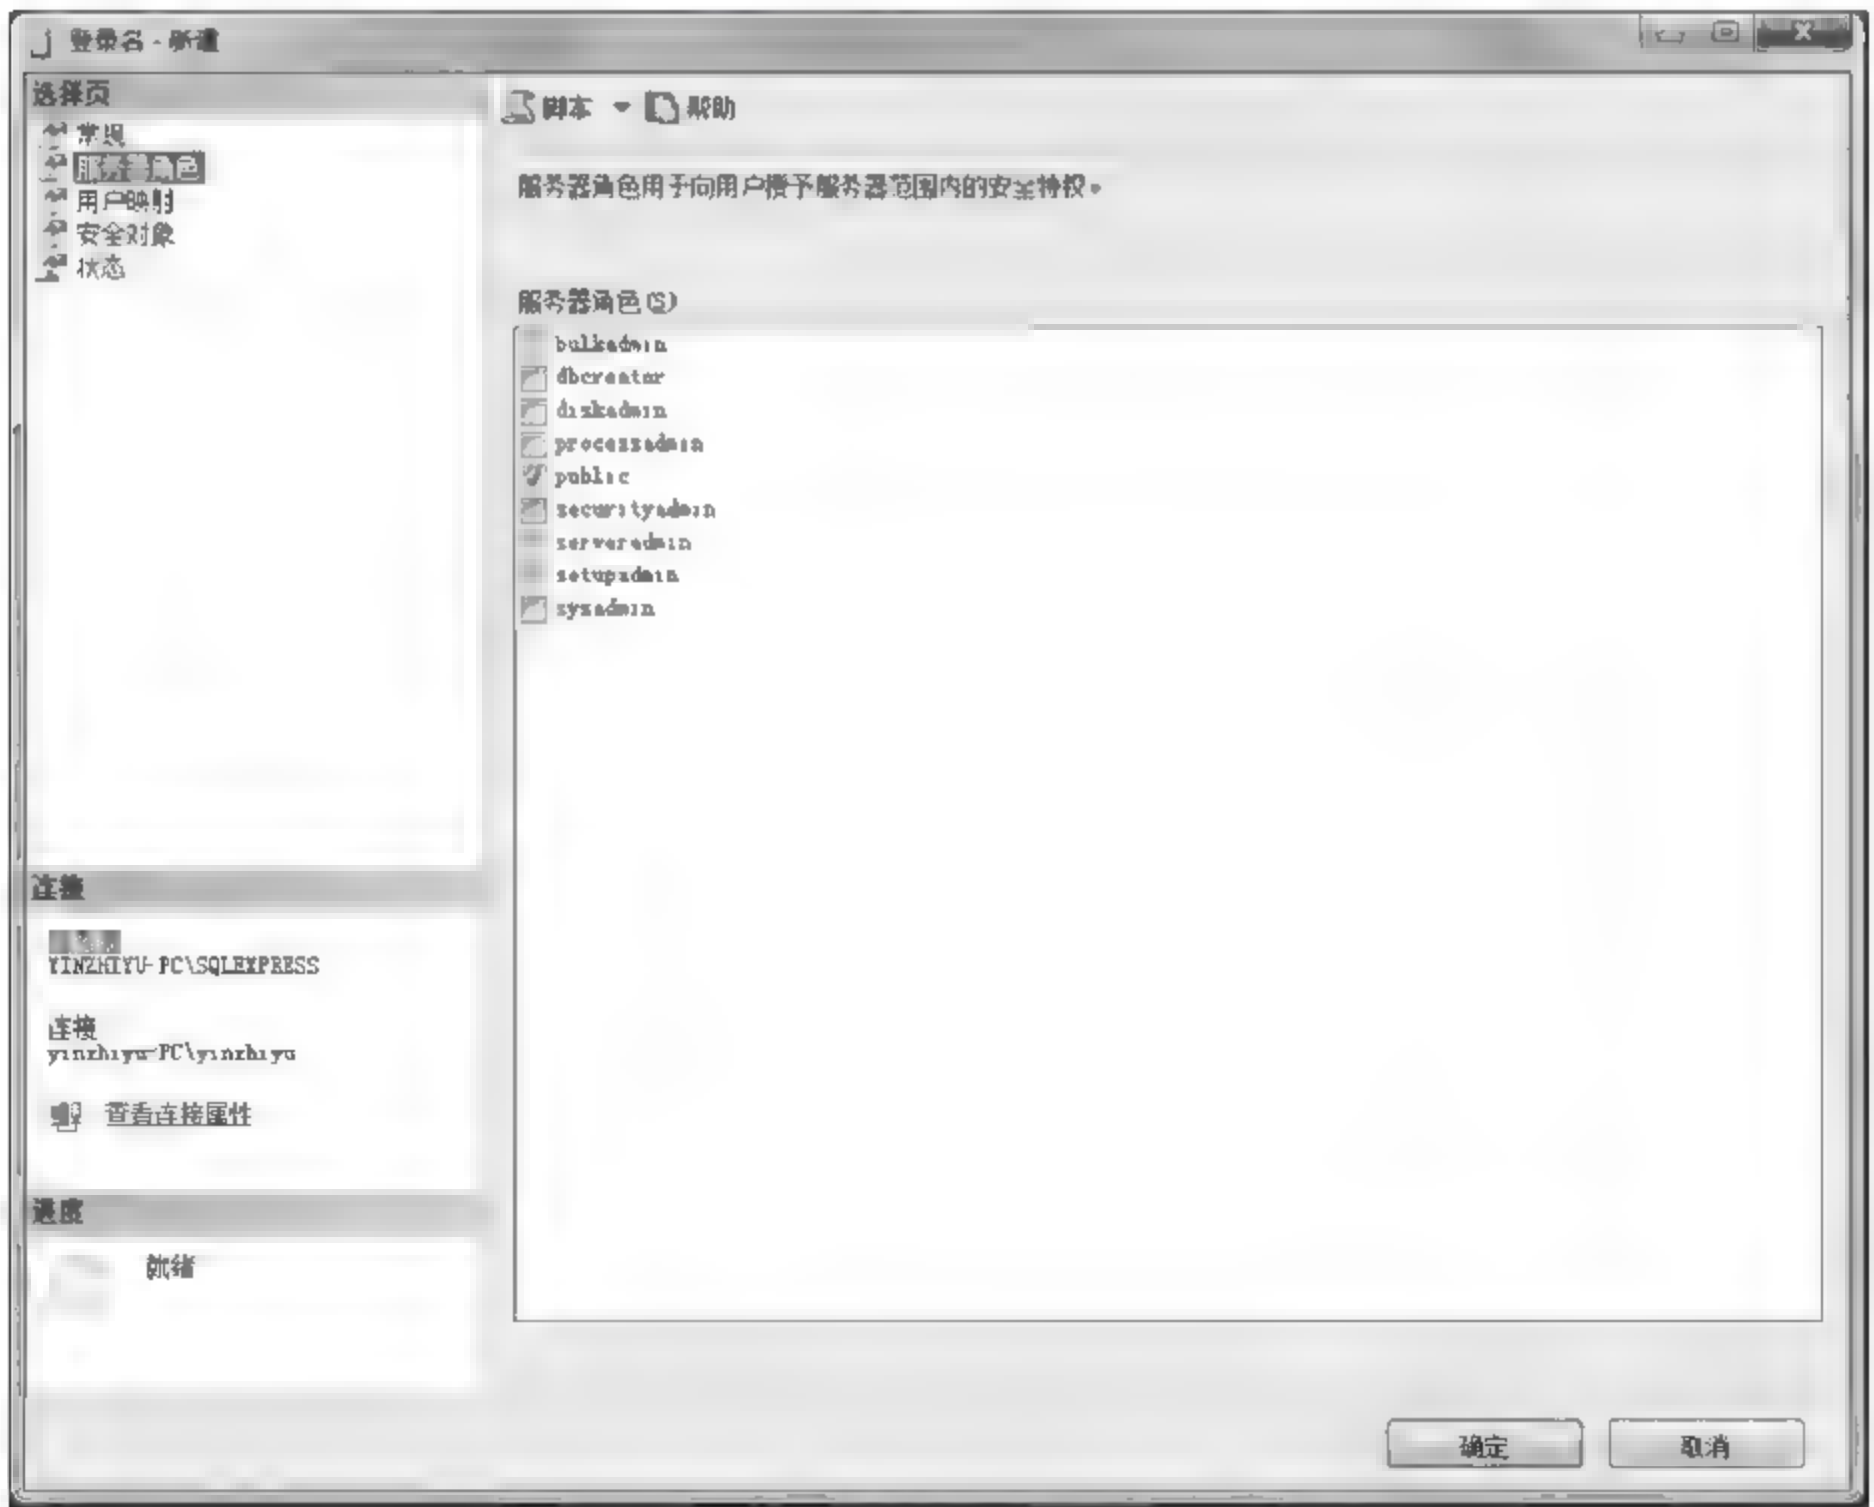 登录名 - 新建
选择页
常规
服务器角色
用户映射
安全对象
状态
脚本 帮助
服务器角色用于向用户授予服务器范围内的安全特权。
服务器角色(S)
bulkadmin
dbcreator
diskadmin
processadmin
public
securityadmin
serveradmin
setupadmin
sysadmin
连接
YINZHIYU-PC\SQLEXPRESS
连接
yinzhiyu-PC\yinzhiyu
查看连接属性
进度
就绪
确定 取消